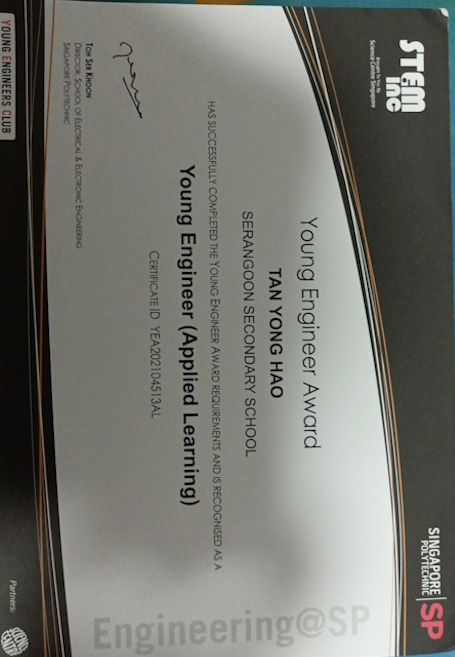 STEM
inc
Brought To You By
Science Centre Singapore
SINGAPORE
POLYTECHNIC
SP
Young Engineer Award
TAN YONG HAO
SERANGOON SECONDARY SCHOOL
HAS SUCCESSFULLY COMPLETED THE YOUNG ENGINEER AWARD REQUIREMENTS AND IS RECOGNISED AS A
Young Engineer (Applied Learning)
CERTIFICATE ID YEA202104513AL
TOH SER KHOON
DIRECTOR, SCHOOL OF ELECTRICAL & ELECTRONIC ENGINEERING
SINGAPORE POLYTECHNIC
Engineering@SP
YOUNG ENGINEERS CLUB
Partners: